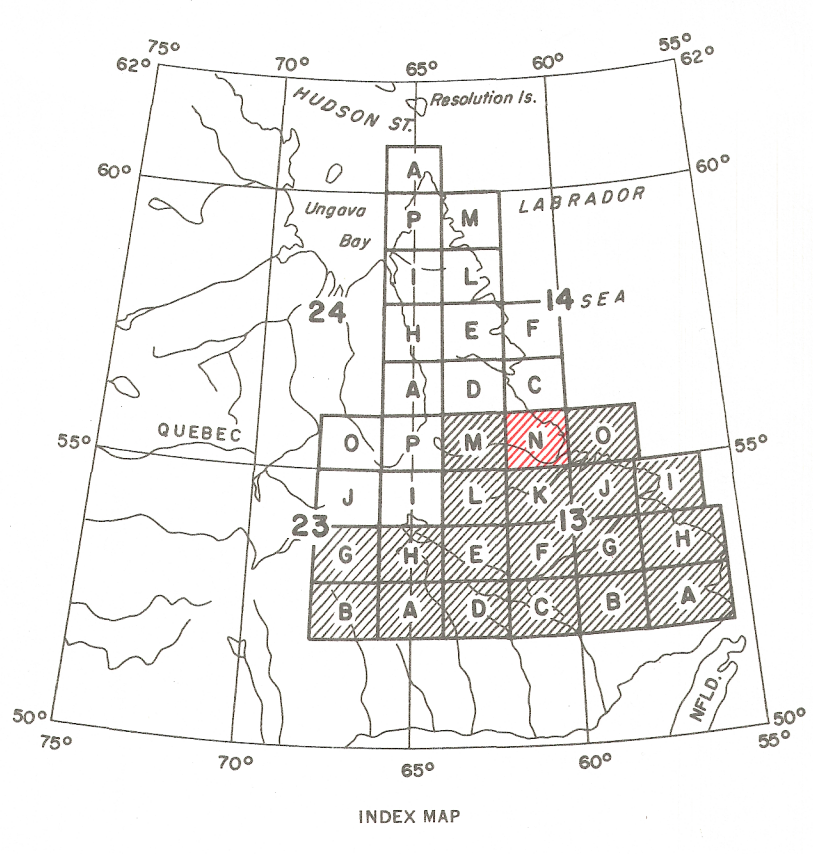 75° 70° 65° 60° 55°
62° 62°
HUDSON ST. Resolution Is.
60° A 60°
Ungava Bay P M LABRADOR
I L
24 14 SEA
H E F
A D C
QUEBEC
55° O P M N O 55°
J I L K J I
23 13
G H E F G H
B A D C B A
NFLD.
50° 50°
75° 70° 65° 60° 55°
INDEX MAP